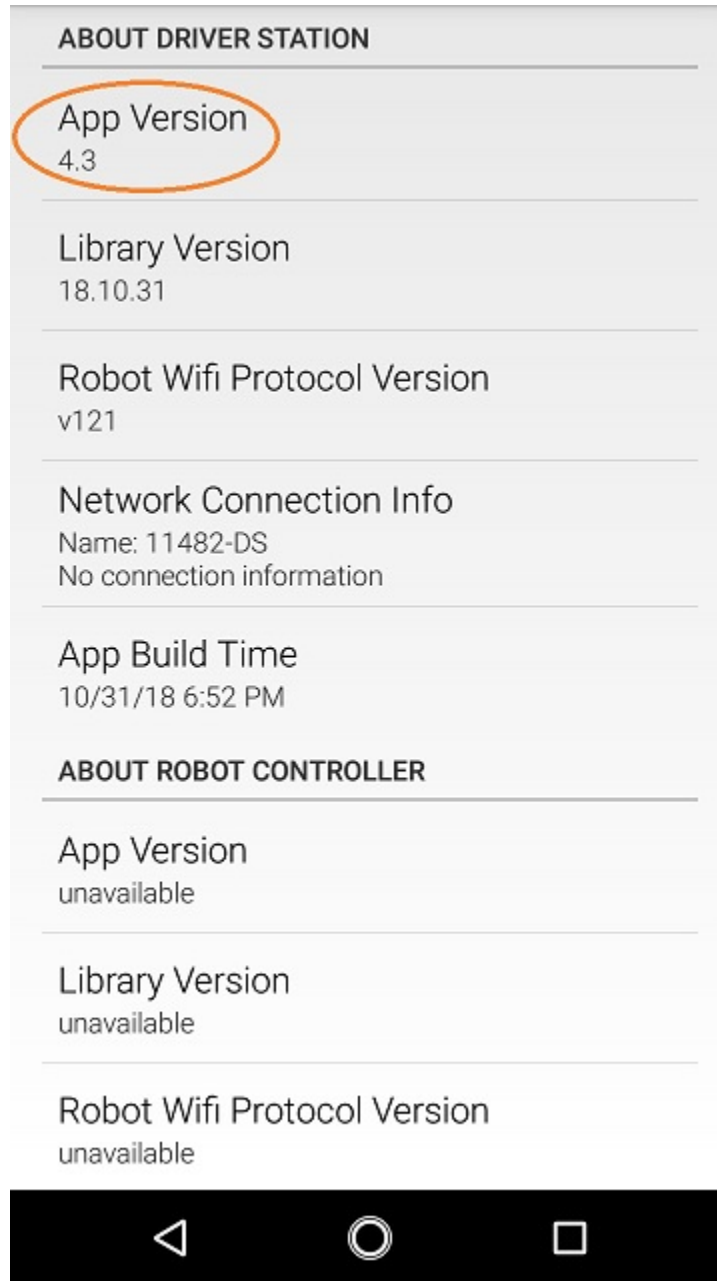 ABOUT DRIVER STATION
App Version
4.3
Library Version
18.10.31
Robot Wifi Protocol Version
v121
Network Connection Info
Name: 11482-DS
No connection information
App Build Time
10/31/18 6:52 PM
ABOUT ROBOT CONTROLLER
App Version
unavailable
Library Version
unavailable
Robot Wifi Protocol Version
unavailable